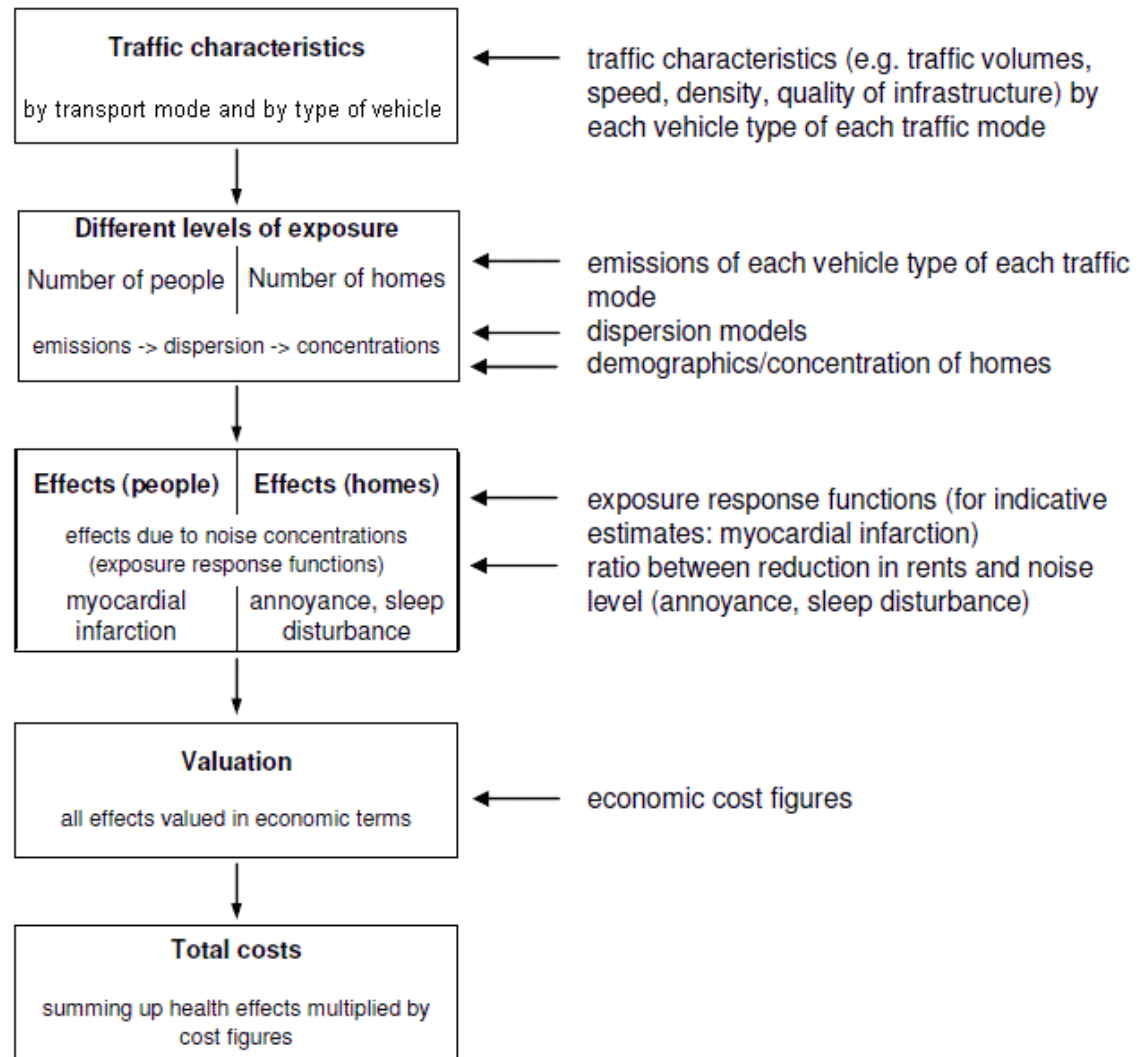 Traffic characteristics
by transport mode and by type of vehicle
traffic characteristics (e.g. traffic volumes,
speed, density, quality of infrastructure) by
each vehicle type of each traffic mode
Different levels of exposure
Number of people
Number of homes
emissions -> dispersion -> concentrations
emissions of each vehicle type of each traffic
mode
dispersion models
demographics/concentration of homes
Effects (people)
Effects (homes)
effects due to noise concentrations
(exposure response functions)
myocardial
infarction
annoyance, sleep
disturbance
exposure response functions (for indicative
estimates: myocardial infarction)
ratio between reduction in rents and noise
level (annoyance, sleep disturbance)
Valuation
all effects valued in economic terms
economic cost figures
Total costs
summing up health effects multiplied by
cost figures